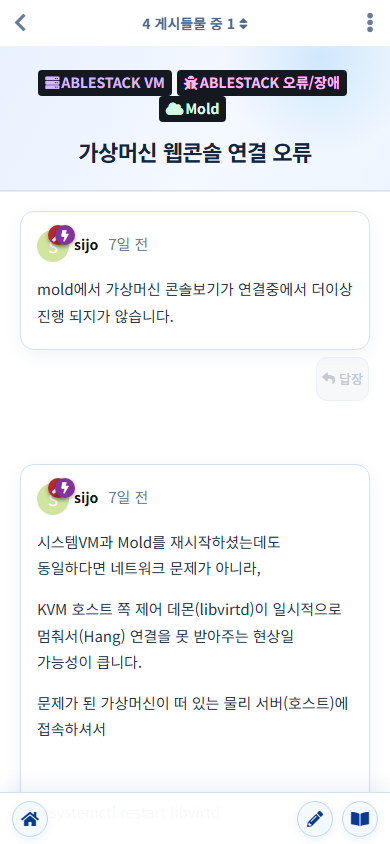 4 게시들물 중 1
ABLESTACK VM
ABLESTACK 오류/장애
Mold
가상머신 웹콘솔 연결 오류
S
sijo 7일 전
mold에서 가상머신 콘솔보기가 연결중에서 더이상
진행 되지가 않습니다.
답장
S
sijo 7일 전
시스템VM과 Mold를 재시작하셨는데도
동일하다면 네트워크 문제가 아니라,
KVM 호스트 쪽 제어 데몬(libvirtd)이 일시적으로
멈춰서(Hang) 연결을 못 받아주는 현상일
가능성이 큽니다.
문제가 된 가상머신이 떠 있는 물리 서버(호스트)에
접속하셔서
systemctl restart libvirtd